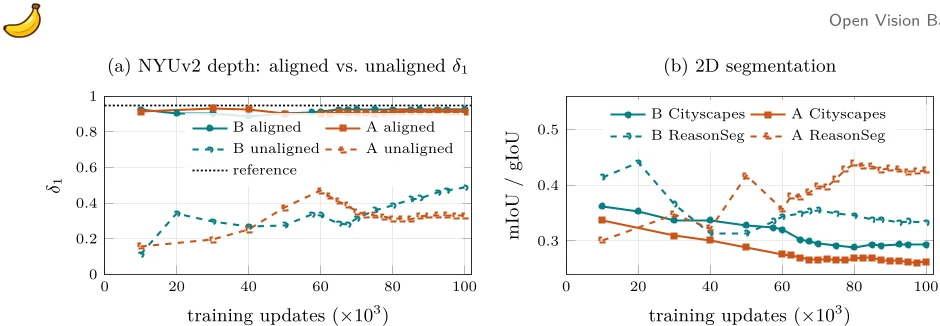 Open Vision Ba
(a) NYUv2 depth: aligned vs. unaligned δ1
1
0.8
0.6
0.4
0.2
0
δ1
B aligned
A aligned
B unaligned
A unaligned
reference
0 20 40 60 80 100
training updates (×10³)
(b) 2D segmentation
0.5
0.4
0.3
mIoU / gIoU
B Cityscapes
A Cityscapes
B ReasonSeg
A ReasonSeg
0 20 40 60 80 100
training updates (×10³)